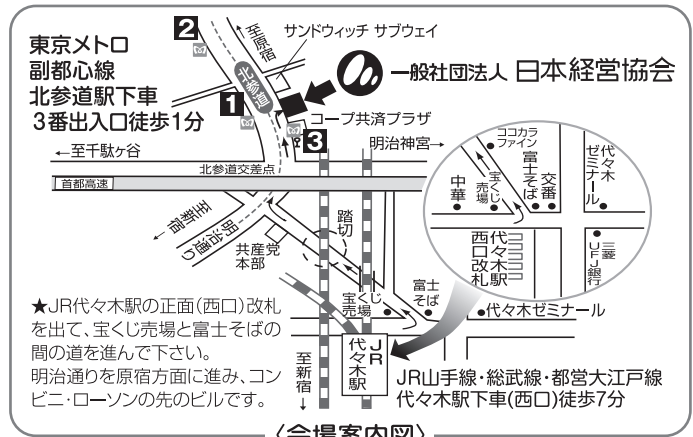 東京メトロ
副都心線
北参道駅下車
3番出入口徒歩1分
2
至原宿
サンドウィッチ サブウェイ
北参道
一般社団法人 日本経営協会
1
コープ共済プラザ
3
明治神宮→
←至千駄ヶ谷
北参道交差点
首都高速
至新宿
明治通り
共産党
本部
踏切
ココカラ
ファイン
中華
宝くじ
売場
富士そば
交番
代々木
ゼミナール
代々木駅
西口改札
三菱
UFJ銀行
宝くじ
売場
富士
そば
代々木ゼミナール
★JR代々木駅の正面(西口)改札
を出て、宝くじ売場と富士そばの
間の道を進んで下さい。
明治通りを原宿方面に進み、コン
ビニ・ローソンの先のビルです。
至新宿↓
JR
代々木駅
JR山手線・総武線・都営大江戸線
代々木駅下車(西口)徒歩7分
〈会場案内図〉